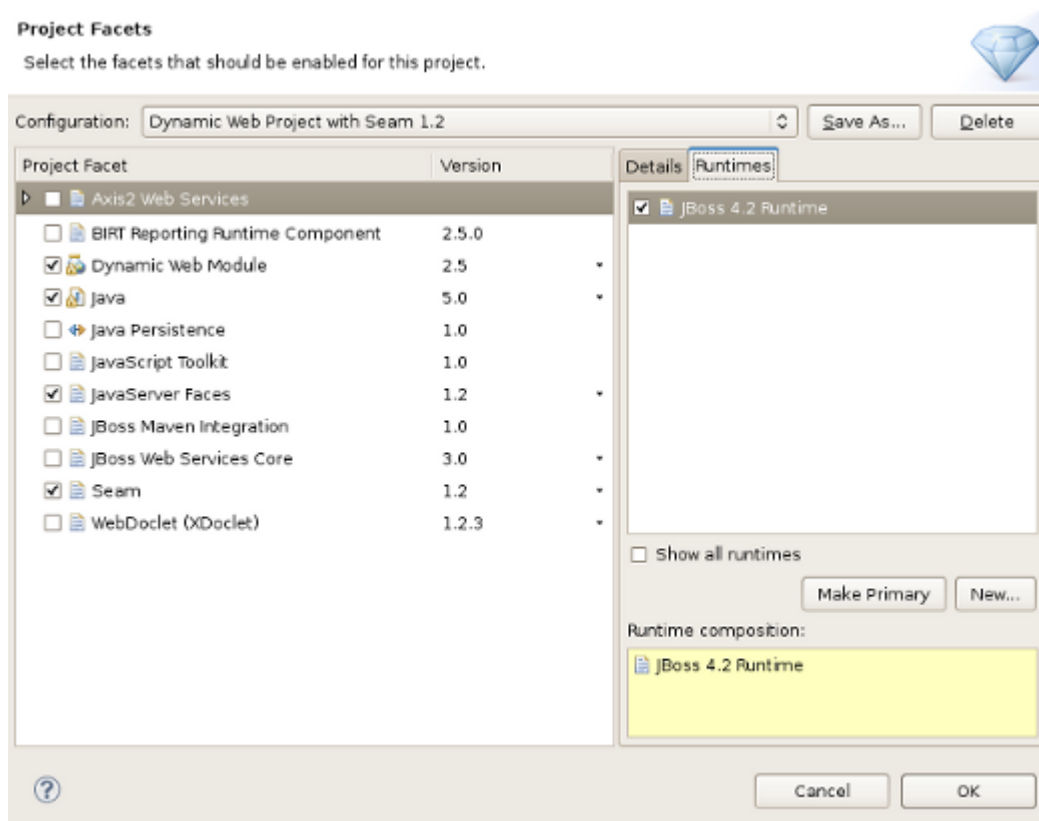 Project Facets
Select the facets that should be enabled for this project.
Configuration: Dynamic Web Project with Seam 1.2 Save As... Delete
Project Facet Version
Details Runtimes
Axis2 Web Services
BIRT Reporting Runtime Component 2.5.0
Dynamic Web Module 2.5
Java 5.0
Java Persistence 1.0
JavaScript Toolkit 1.0
JavaServer Faces 1.2
JBoss Maven Integration 1.0
JBoss Web Services Core 3.0
Seam 1.2
WebDoclet (XDoclet) 1.2.3
JBoss 4.2 Runtime
Show all runtimes
Make Primary New...
Runtime composition:
JBoss 4.2 Runtime
? Cancel OK